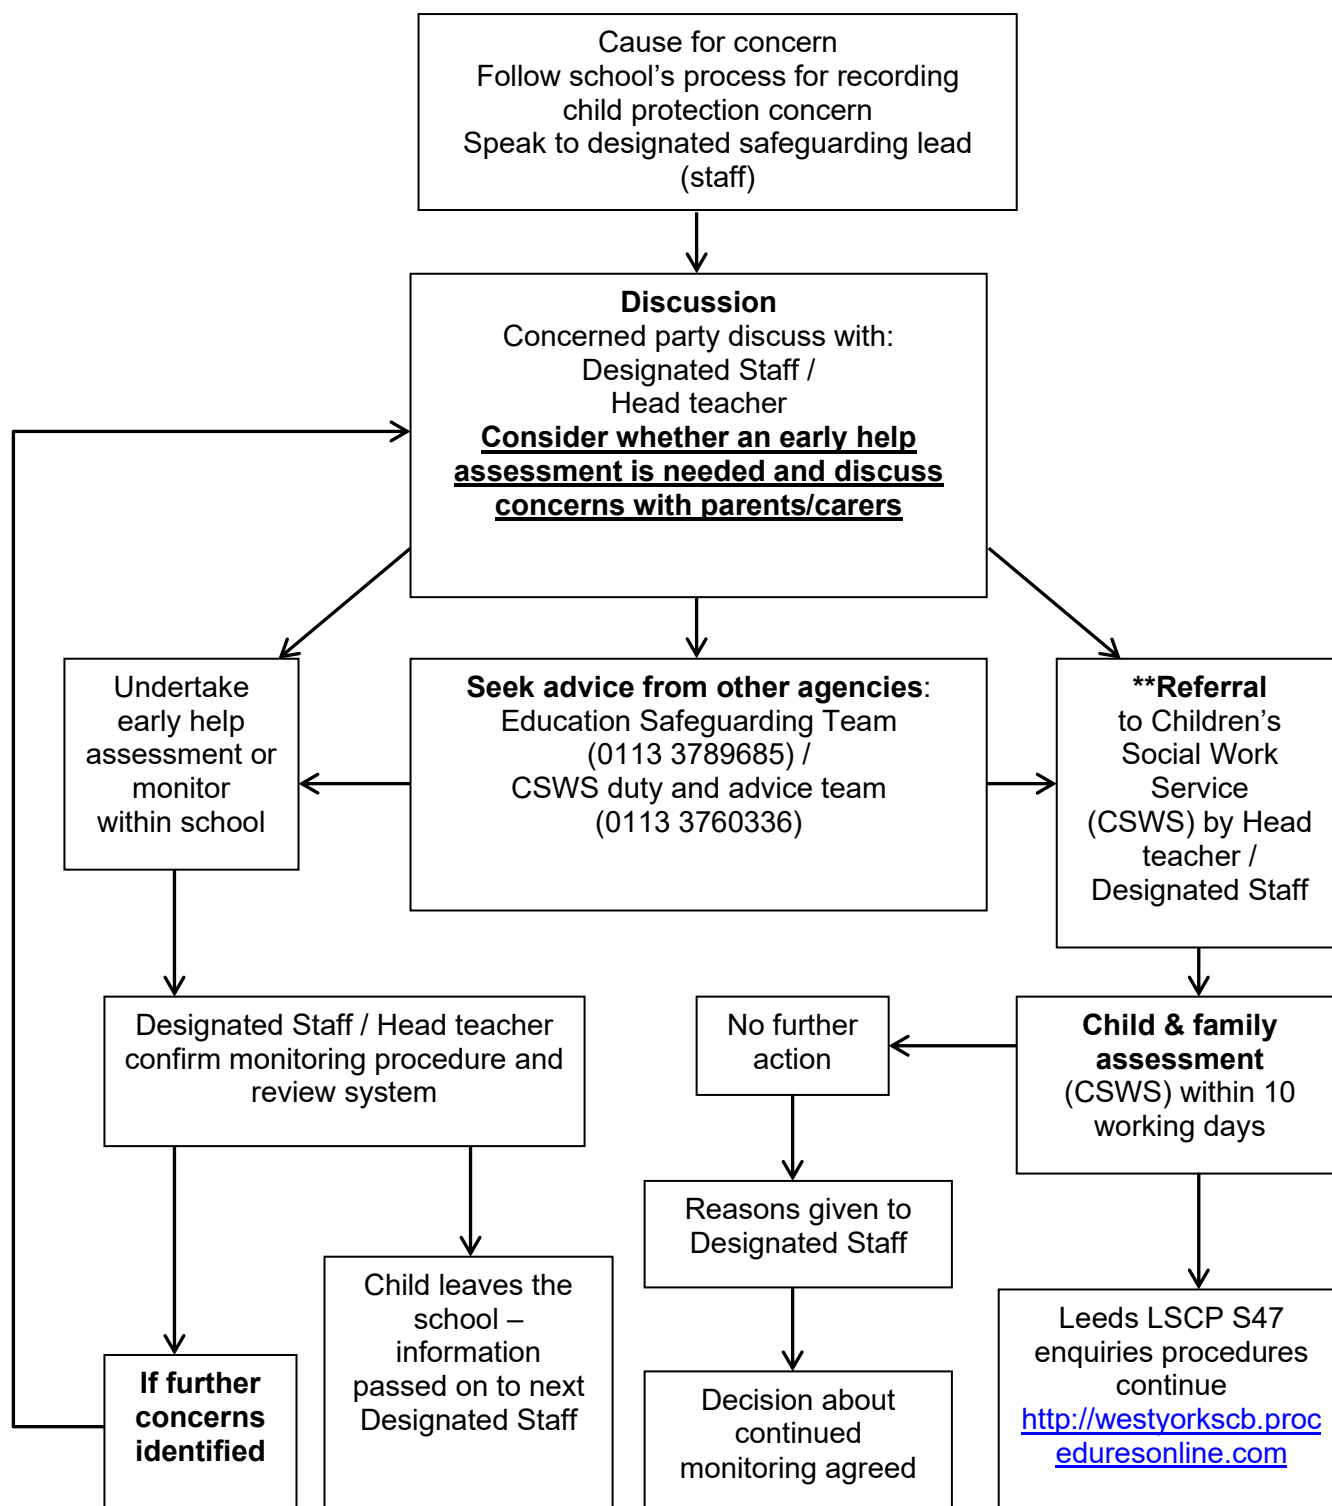 Cause for concern
Follow school’s process for recording
child protection concern
Speak to designated safeguarding lead
(staff)
Discussion
Concerned party discuss with:
Designated Staff /
Head teacher
Consider whether an early help
assessment is needed and discuss
concerns with parents/carers
Undertake
early help
assessment or
monitor
within school
Seek advice from other agencies:
Education Safeguarding Team
(0113 3789685) /
CSWS duty and advice team
(0113 3760336)
**Referral
to Children’s
Social Work
Service
(CSWS) by Head
teacher /
Designated Staff
Designated Staff / Head teacher
confirm monitoring procedure and
review system
No further
action
Child & family
assessment
(CSWS) within 10
working days
Reasons given to
Designated Staff
Child leaves the
school –
information
passed on to next
Designated Staff
Leeds LSCP S47
enquiries procedures
continue
http://westyorkscb.proc
eduresonline.com
If further
concerns
identified
Decision about
continued
monitoring agreed